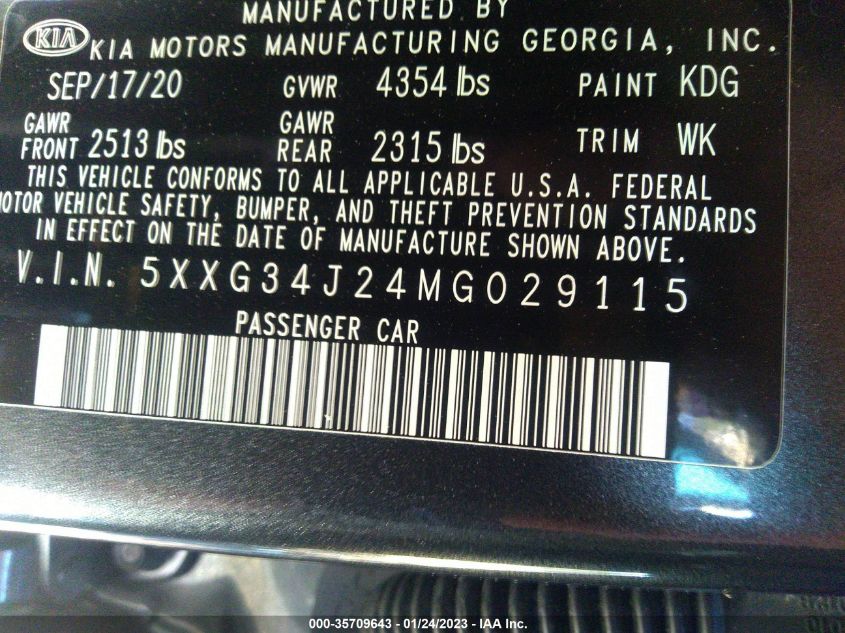 MANUFACTURED BY
KIA KIA MOTORS MANUFACTURING GEORGIA, INC.
SEP/17/20 GVWR 4354 lbs PAINT KDG
GAWR FRONT 2513 lbs GAWR REAR 2315 lbs TRIM WK
THIS VEHICLE CONFORMS TO ALL APPLICABLE U.S.A. FEDERAL
MOTOR VEHICLE SAFETY, BUMPER, AND THEFT PREVENTION STANDARDS
IN EFFECT ON THE DATE OF MANUFACTURE SHOWN ABOVE.
V.I.N. 5XXG34J24MG029115
PASSENGER CAR
000-35709643 - 01/24/2023 - IAA Inc.